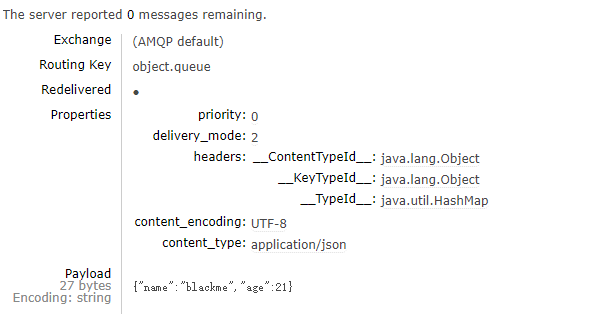 The server reported 0 messages remaining.
Exchange (AMQP default)
Routing Key object.queue
Redelivered ●
Properties priority: 0
delivery_mode: 2
headers: __ContentTypeId__: java.lang.Object
__KeyTypeId__: java.lang.Object
__TypeId__: java.util.HashMap
content_encoding: UTF-8
content_type: application/json
Payload
27 bytes {"name":"blackme","age":21}
Encoding: string